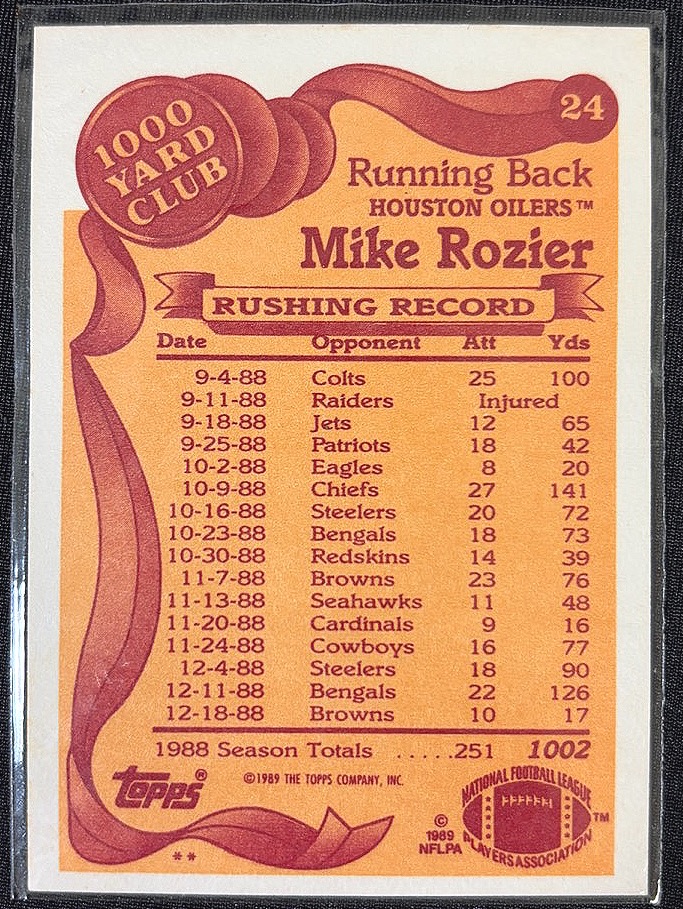 24
1000
YARD
CLUB
Running Back
HOUSTON OILERS™
Mike Rozier
RUSHING RECORD
Date Opponent Att Yds
9-4-88 Colts 25 100
9-11-88 Raiders Injured
9-18-88 Jets 12 65
9-25-88 Patriots 18 42
10-2-88 Eagles 8 20
10-9-88 Chiefs 27 141
10-16-88 Steelers 20 72
10-23-88 Bengals 18 73
10-30-88 Redskins 14 39
11-7-88 Browns 23 76
11-13-88 Seahawks 11 48
11-20-88 Cardinals 9 16
11-24-88 Cowboys 16 77
12-4-88 Steelers 18 90
12-11-88 Bengals 22 126
12-18-88 Browns 10 17
1988 Season Totals .....251 1002
topps®
©1989 THE TOPPS COMPANY, INC.
©
1989
NFLPA
NATIONAL FOOTBALL LEAGUE
PLAYERS ASSOCIATION
™
**